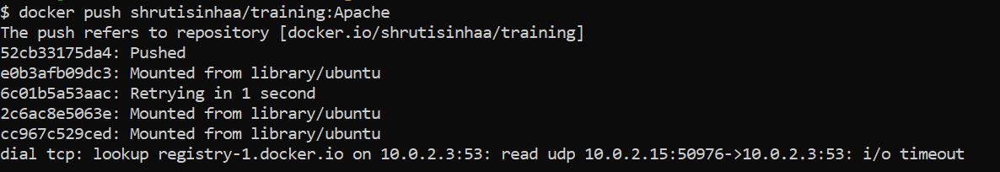 $ docker push shrutisinhaa/training:Apache
The push refers to repository [docker.io/shrutisinhaa/training]
52cb33175da4: Pushed
e0b3afb09dc3: Mounted from library/ubuntu
6c01b5a53aac: Retrying in 1 second
2c6ac8e5063e: Mounted from library/ubuntu
cc967c529ced: Mounted from library/ubuntu
dial tcp: lookup registry-1.docker.io on 10.0.2.3:53: read udp 10.0.2.15:50976->10.0.2.3:53: i/o timeout